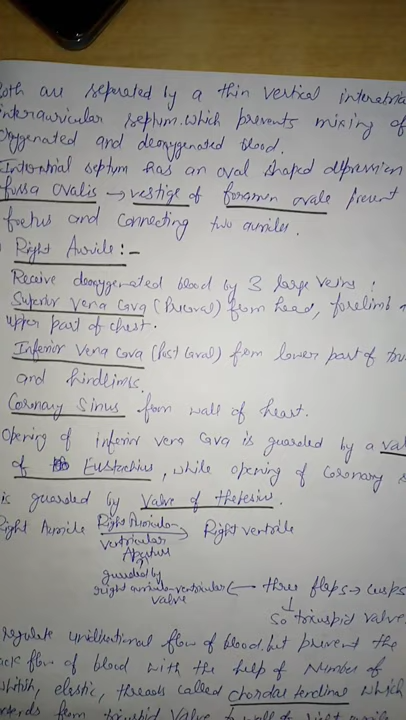 Both are separated by a thin vertical interatrial
interauricular septum. which prevents mixing of
Oxygenated and deoxygenated blood.
Interatrial septum has an oval shaped depression
fossa ovalis → vestige of foramen ovale present
foetus and connecting two auricles.
Right Auricle :-
Receive deoxygenated blood by 3 large veins :
Superior Vena Cava (Precaval) from head, forelimb
upper part of chest.
Inferior Vena Cava (Post Caval) from lower part of
and hindlimbs.
Coronary Sinus from wall of heart.
Opening of inferior vena Cava is guarded by a
of Eustachius, while opening of Coronary
is guarded by Valve of thebesius.
Right Auricle Right Auriculo → Right ventricle
ventricular
Aperture
guarded by
right auriculo-ventricular ← three flaps → cusps
valve
so tricuspid valve
regulate unidirectional flow of blood. but prevent the
flow of blood with the help of Number of
elastic, threads called chordae tendinae which
from tricuspid Valve